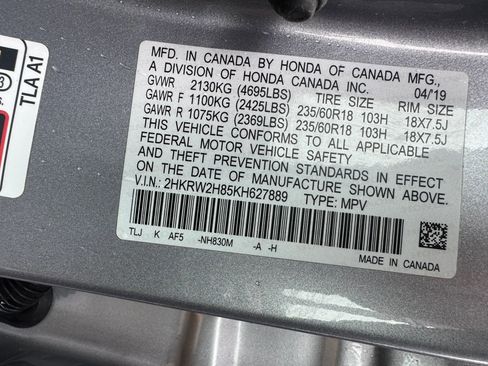 MFD. IN CANADA BY HONDA OF CANADA MFG.,
A DIVISION OF HONDA CANADA INC. 04/'19
GVWR 2130KG (4695LBS) TIRE SIZE RIM SIZE
GAWR F 1100KG (2425LBS) 235/60R18 103H 18X7.5J
GAWR R 1075KG (2369LBS) 235/60R18 103H 18X7.5J
THIS VEHICLE CONFORMS TO ALL APPLICABLE
FEDERAL MOTOR VEHICLE SAFETY
AND THEFT PREVENTION STANDARDS IN EFFECT
ON THE DATE OF MANUFACTURE SHOWN ABOVE.
V.I.N.: 2HKRW2H85KH627889 TYPE: MPV
TLJ K AF5 -NH830M -A -H
MADE IN CANADA
TLA A1